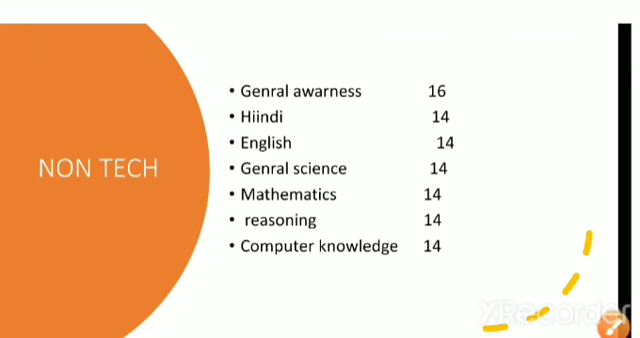 NON TECH
• Genral awarness 16
• Hiindi 14
• English 14
• Genral science 14
• Mathematics 14
• reasoning 14
• Computer knowledge 14
XRecorder